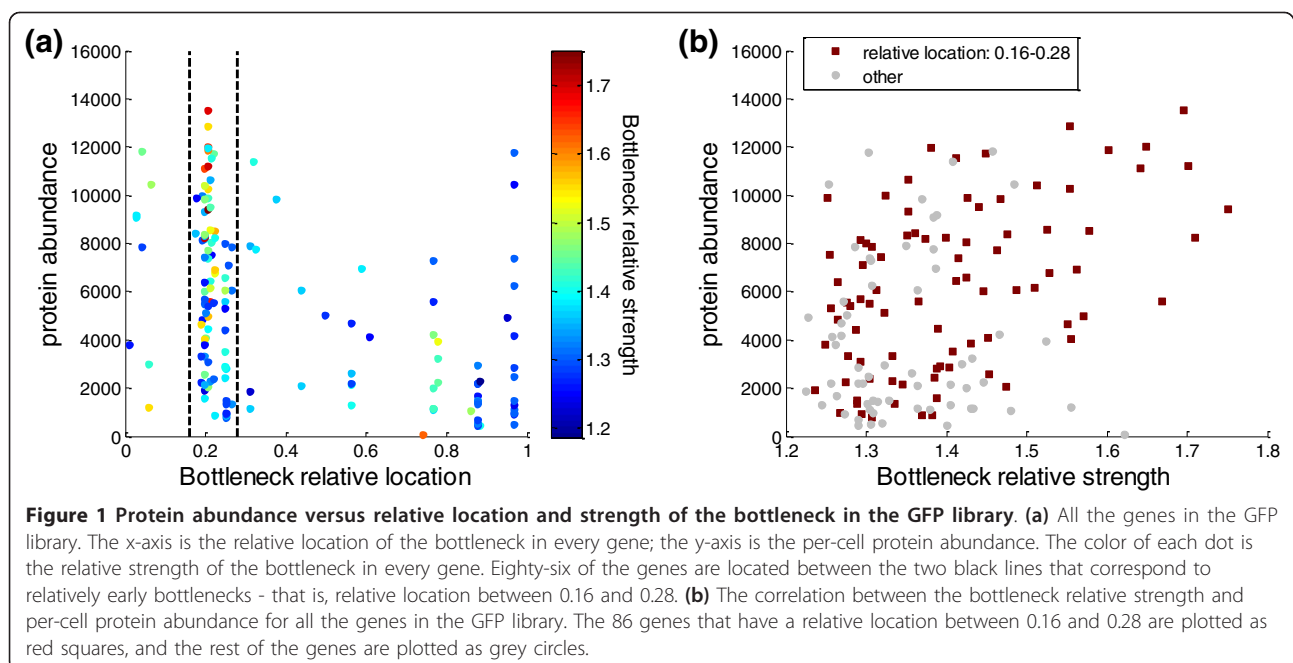 (a)
16000
14000
12000
10000
8000
6000
4000
2000
0
protein abundance
0 0.2 0.4 0.6 0.8 1
Bottleneck relative location
1.7
1.6
1.5
1.4
1.3
1.2
Bottleneck relative strength
(b)
16000
14000
12000
10000
8000
6000
4000
2000
0
protein abundance
relative location: 0.16-0.28
other
1.2 1.3 1.4 1.5 1.6 1.7 1.8
Bottleneck relative strength
Figure 1 Protein abundance versus relative location and strength of the bottleneck in the GFP library. (a) All the genes in the GFP
library. The x-axis is the relative location of the bottleneck in every gene; the y-axis is the per-cell protein abundance. The color of each dot is
the relative strength of the bottleneck in every gene. Eighty-six of the genes are located between the two black lines that correspond to
relatively early bottlenecks - that is, relative location between 0.16 and 0.28. (b) The correlation between the bottleneck relative strength and
per-cell protein abundance for all the genes in the GFP library. The 86 genes that have a relative location between 0.16 and 0.28 are plotted as
red squares, and the rest of the genes are plotted as grey circles.